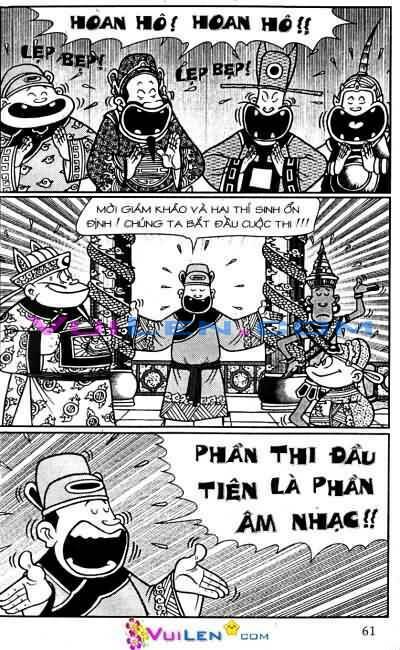 HOAN HÔ! HOAN HÔ!!
LẸP BẸP!
LẸP BẸP!
MỜI GIÁM KHẢO VÀ HAI THÍ SINH ỔN
ĐỊNH! CHÚNG TA BẮT ĐẦU CUỘC THI!!!
VUILEN.COM
PHẦN THI ĐẦU
TIÊN LÀ PHẦN
ÂM NHẠC!!
61
VUILEN.COM